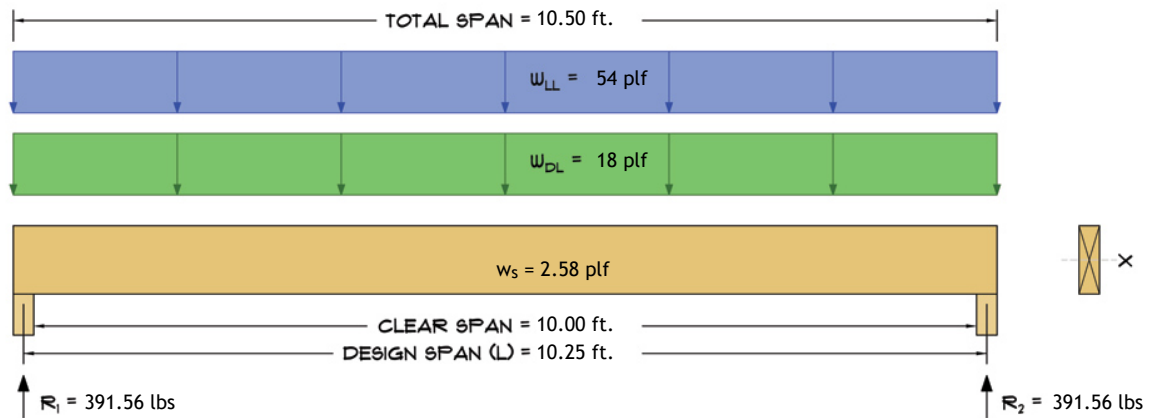 TOTAL SPAN = 10.50 ft.
WLL = 54 plf
WDL = 18 plf
ws = 2.58 plf
X
CLEAR SPAN = 10.00 ft.
DESIGN SPAN (L) = 10.25 ft.
R1 = 391.56 lbs
R2 = 391.56 lbs